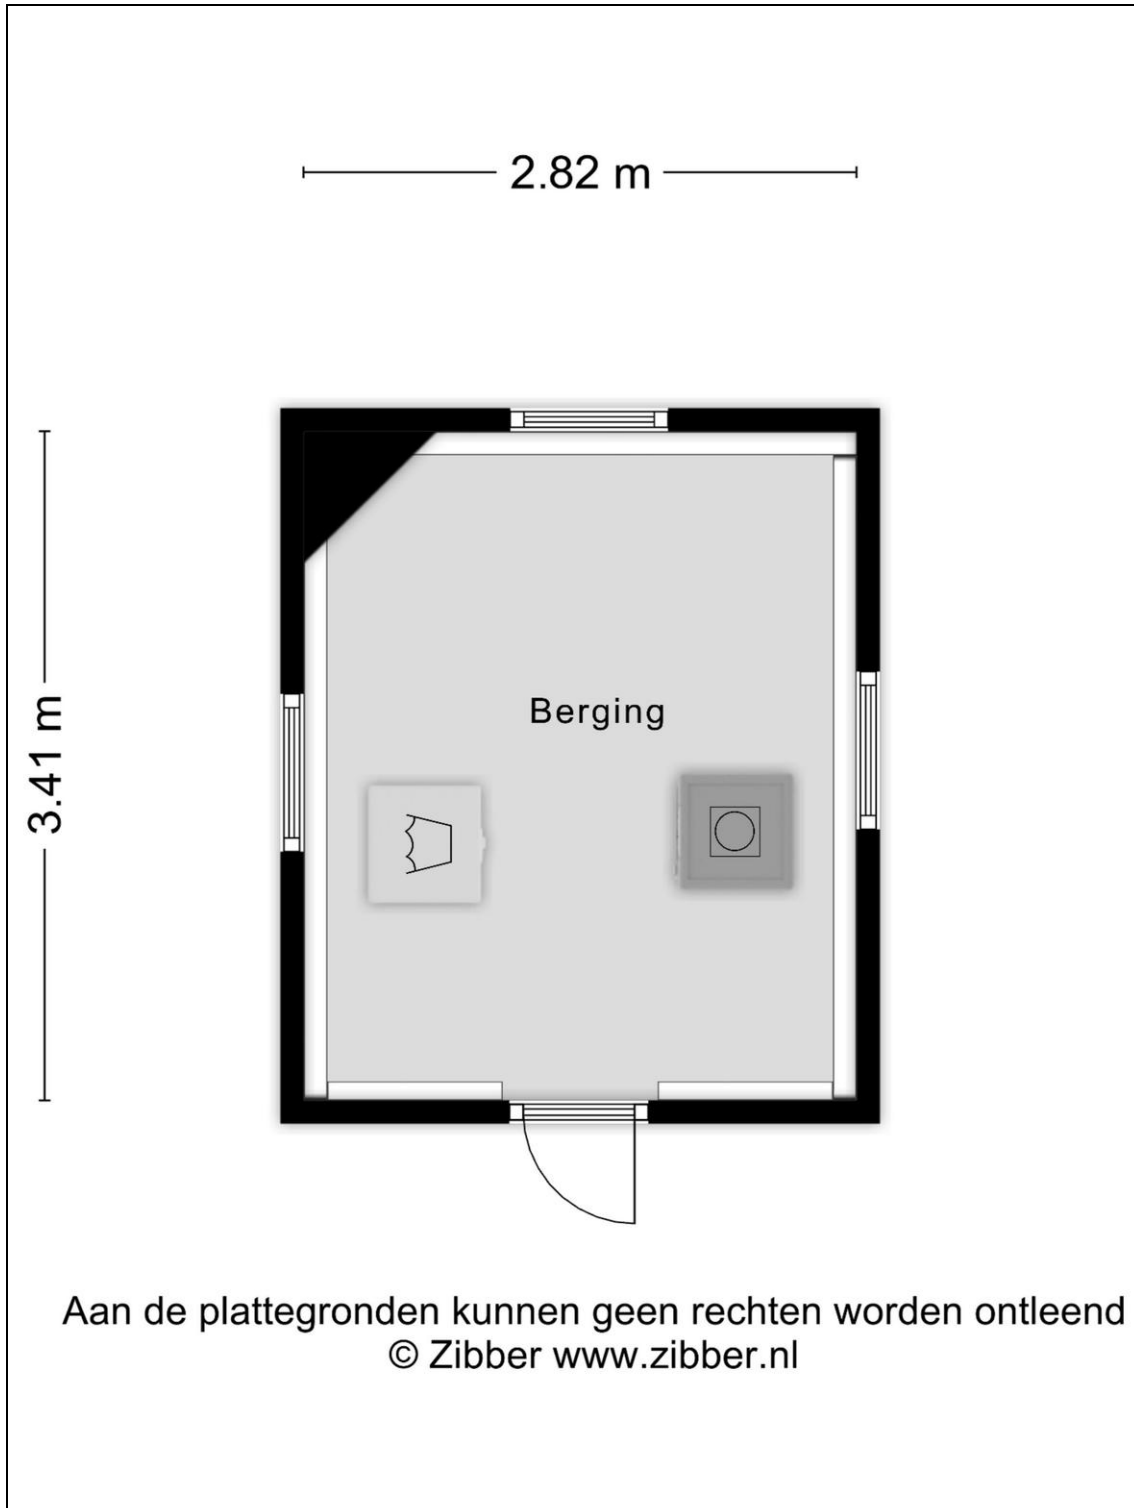 2.82 m
3.41 m
Berging
Aan de plattegronden kunnen geen rechten worden ontleend
© Zibber www.zibber.nl